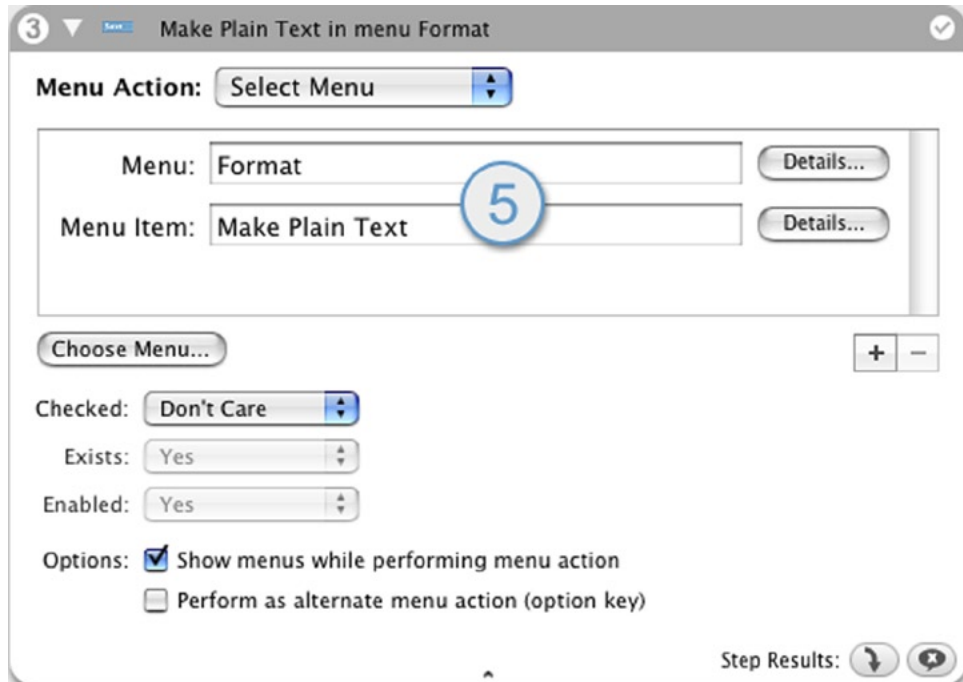 3 Save Make Plain Text in menu Format
Menu Action: Select Menu
Menu: Format Details...
5
Menu Item: Make Plain Text Details...
Choose Menu... + −
Checked: Don't Care
Exists: Yes
Enabled: Yes
Options: Show menus while performing menu action
Perform as alternate menu action (option key)
Step Results: